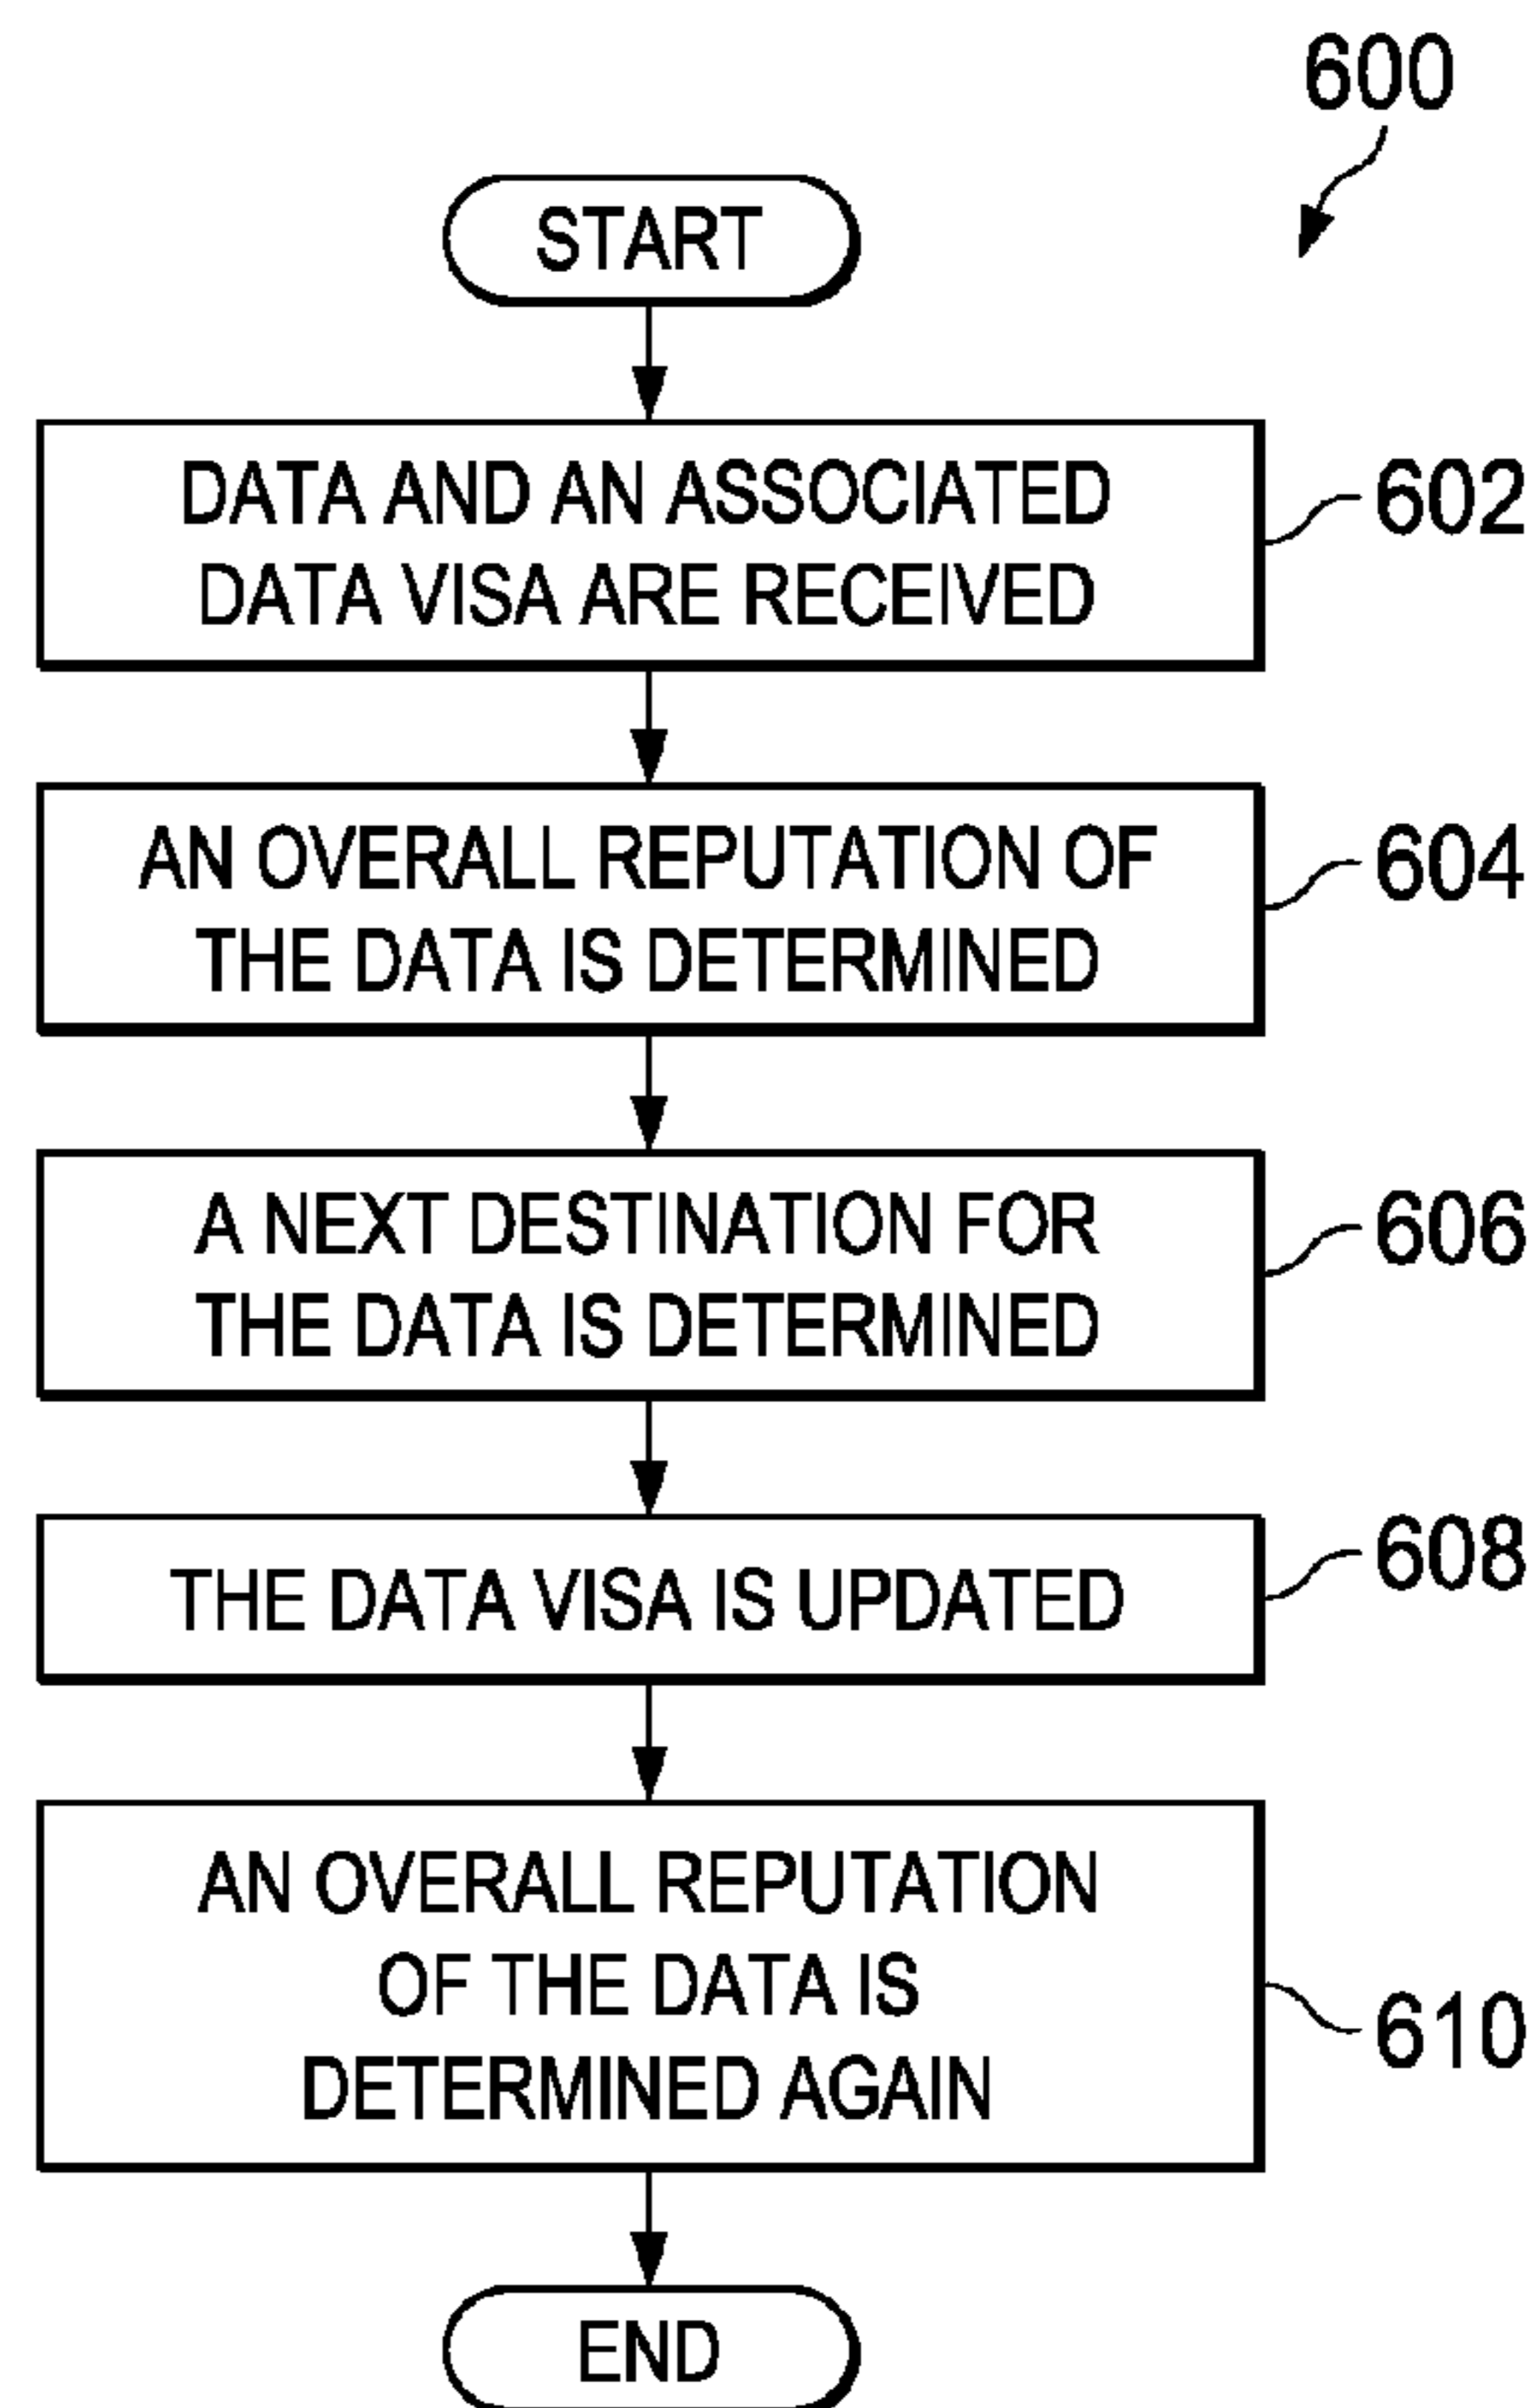 600
START
DATA AND AN ASSOCIATED
DATA VISA ARE RECEIVED
602
AN OVERALL REPUTATION OF
THE DATA IS DETERMINED
604
A NEXT DESTINATION FOR
THE DATA IS DETERMINED
606
THE DATA VISA IS UPDATED
608
AN OVERALL REPUTATION
OF THE DATA IS
DETERMINED AGAIN
610
END